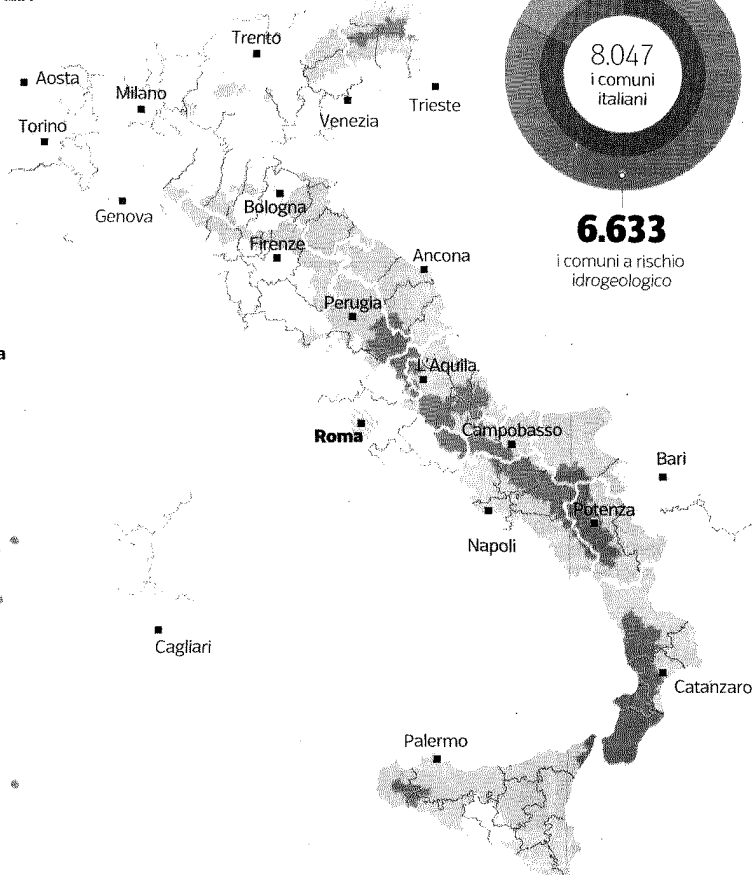 Trento
Aosta
Milano
Torino
Venezia
Trieste
Genova
Bologna
Firenze
Ancona
Perugia
L'Aquila
Roma
Campobasso
Bari
Potenza
Napoli
Cagliari
Catanzaro
Palermo
8.047
i comuni
italiani
6.633
i comuni a rischio
idrogeologico
a